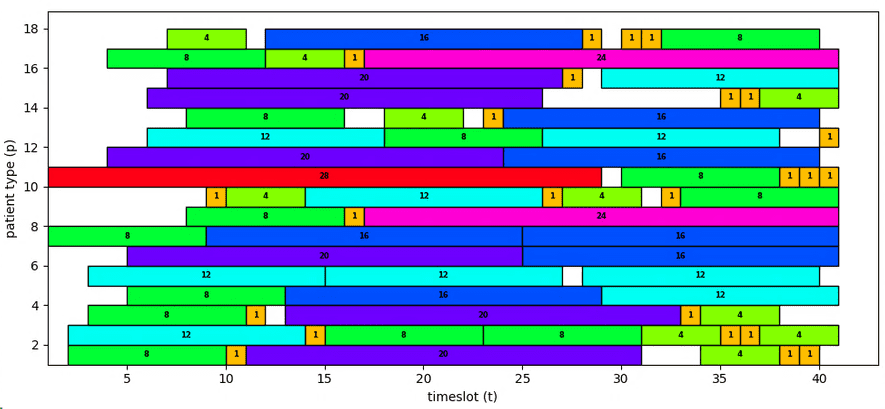 18
4 16 1 1 1 8
8 4 1 24
16
20 1 12
20 1 1 4
14
8 4 1 16
12 8 12 1
12
20 16
28 8 1 1 1
10
1 4 12 1 4 1 8
8 1 24
8
8 16 16
20 16
6
12 12 12
8 16 12
4
8 1 20 1 4
12 1 8 8 4 1 1 4
2
8 1 20 4 1 1
5 10 15 20 25 30 35 40
timeslot (t)
patient type (p)